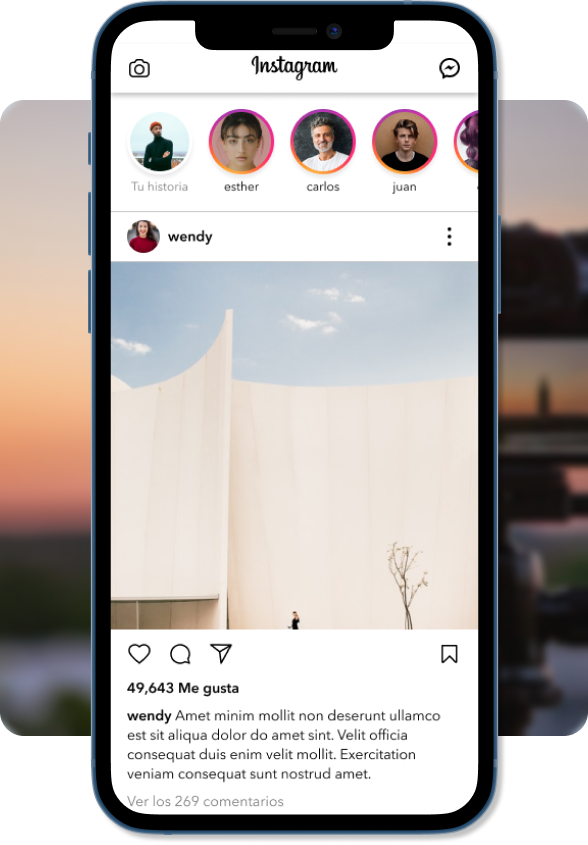 Instagram
Tu historia
esther
carlos
juan
wendy
49,643 Me gusta
wendy Amet minim mollit non deserunt ullamco
est sit aliqua dolor do amet sint. Velit officia
consequat duis enim velit mollit. Exercitation
veniam consequat sunt nostrud amet.
Ver los 269 comentarios